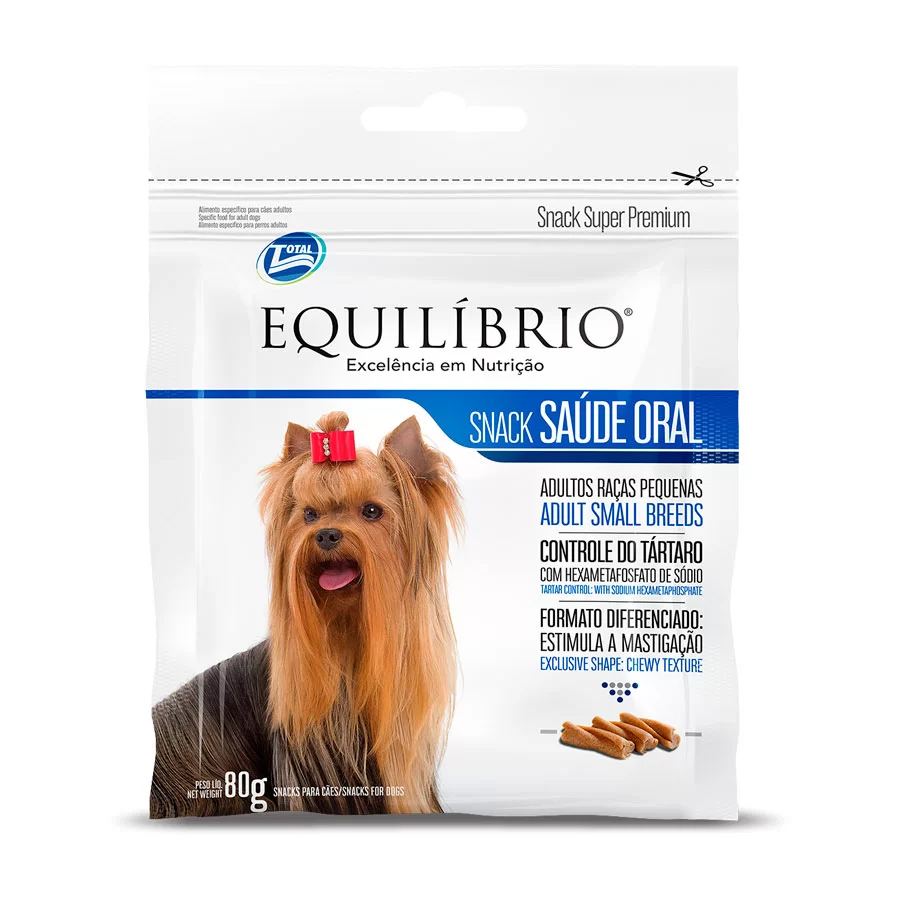 Alimento específico para cães adultos
Specific food for adult dogs
Alimento específico para perros adultos
Snack Super Premium
TOTAL
EQUILÍBRIO®
Excelência em Nutrição
SNACK SAÚDE ORAL
ADULTOS RAÇAS PEQUENAS
ADULT SMALL BREEDS
CONTROLE DO TÁRTARO
COM HEXAMETAFOSFATO DE SÓDIO
TARTAR CONTROL: WITH SODIUM HEXAMETAPHOSPHATE
FORMATO DIFERENCIADO:
ESTIMULA A MASTIGAÇÃO
EXCLUSIVE SHAPE: CHEWY TEXTURE
PESO LÍQ.
NET WEIGHT 80g
SNACKS PARA CÃES/SNACKS FOR DOGS